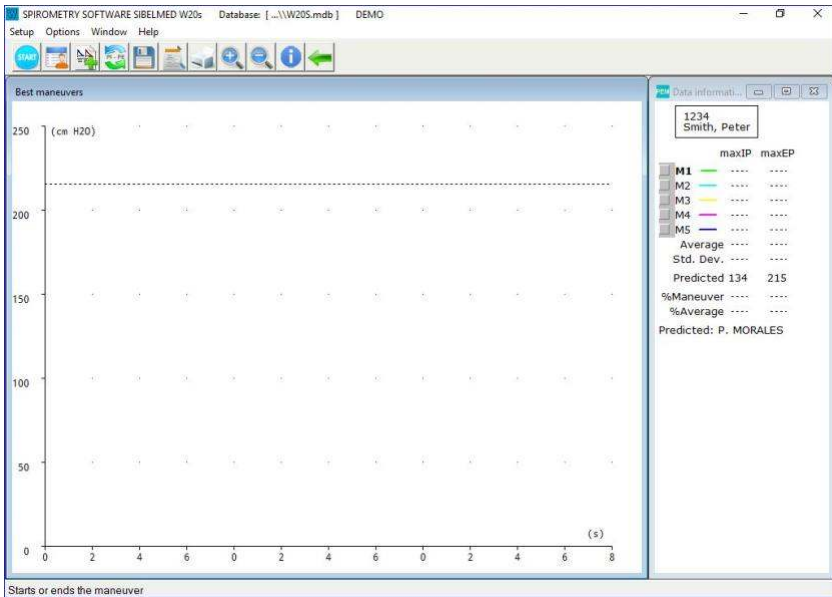 SPIROMETRY SOFTWARE SIBELMED W20s Database: [ ...\\W20S.mdb ] DEMO
Setup Options Window Help
START
Best maneuvers
250 (cm H2O)
200
150
100
50
(s)
0
0 2 4 6 0 2 4 6 0 2 4 6 8
Data informati...
1234
Smith, Peter
maxIP maxEP
M1 ---- ----
M2 ---- ----
M3 ---- ----
M4 ---- ----
M5 ---- ----
Average ---- ----
Std. Dev. ---- ----
Predicted 134 215
%Maneuver ---- ----
%Average ---- ----
Predicted: P. MORALES
Starts or ends the maneuver